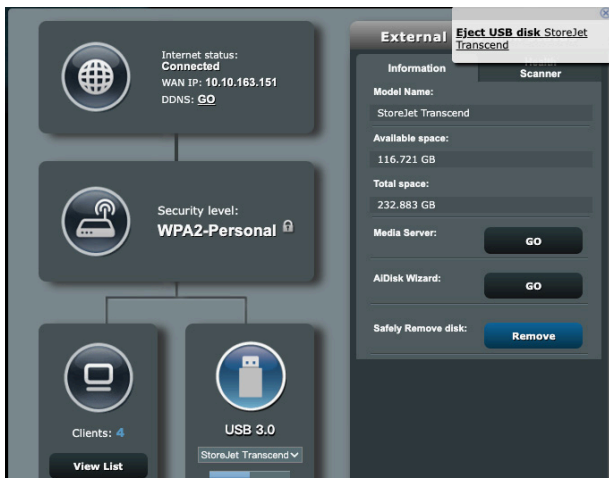 Internet status:
Connected
WAN IP: 10.10.163.151
DDNS: GO
Security level:
WPA2-Personal
Clients: 4
View List
USB 3.0
StoreJet Transcend
External
Eject USB disk StoreJet
Transcend
Information
Scanner
Model Name:
StoreJet Transcend
Available space:
116.721 GB
Total space:
232.883 GB
Media Server:
GO
AiDisk Wizard:
GO
Safely Remove disk:
Remove